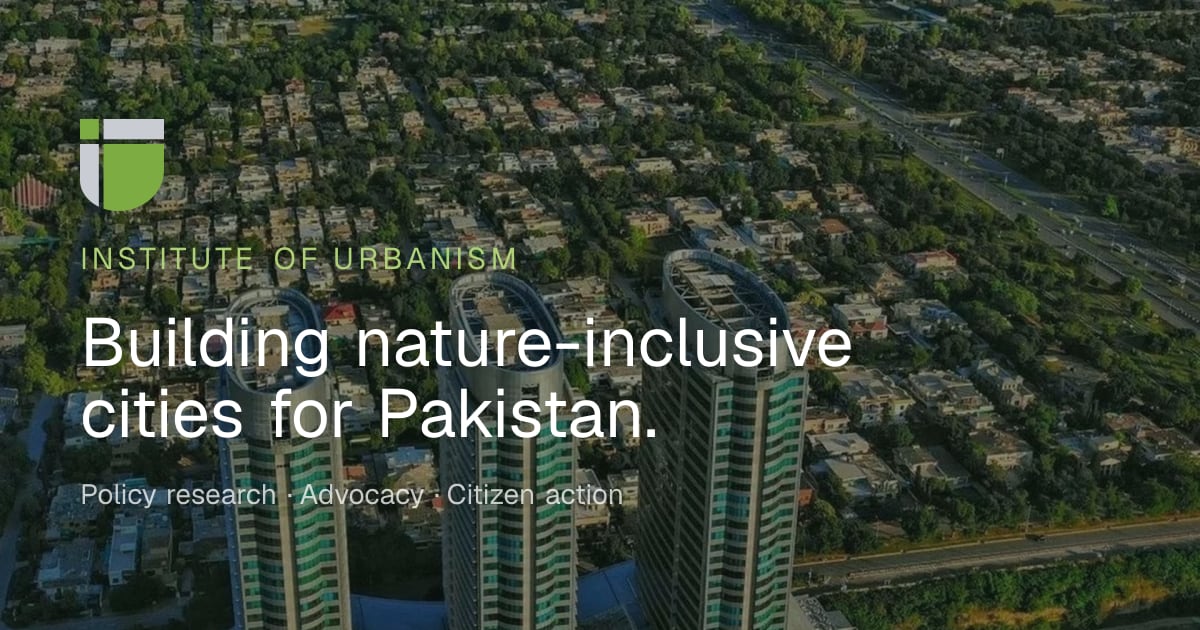 INSTITUTE OF URBANISM
Building nature-inclusive
cities for Pakistan.
Policy research · Advocacy · Citizen action